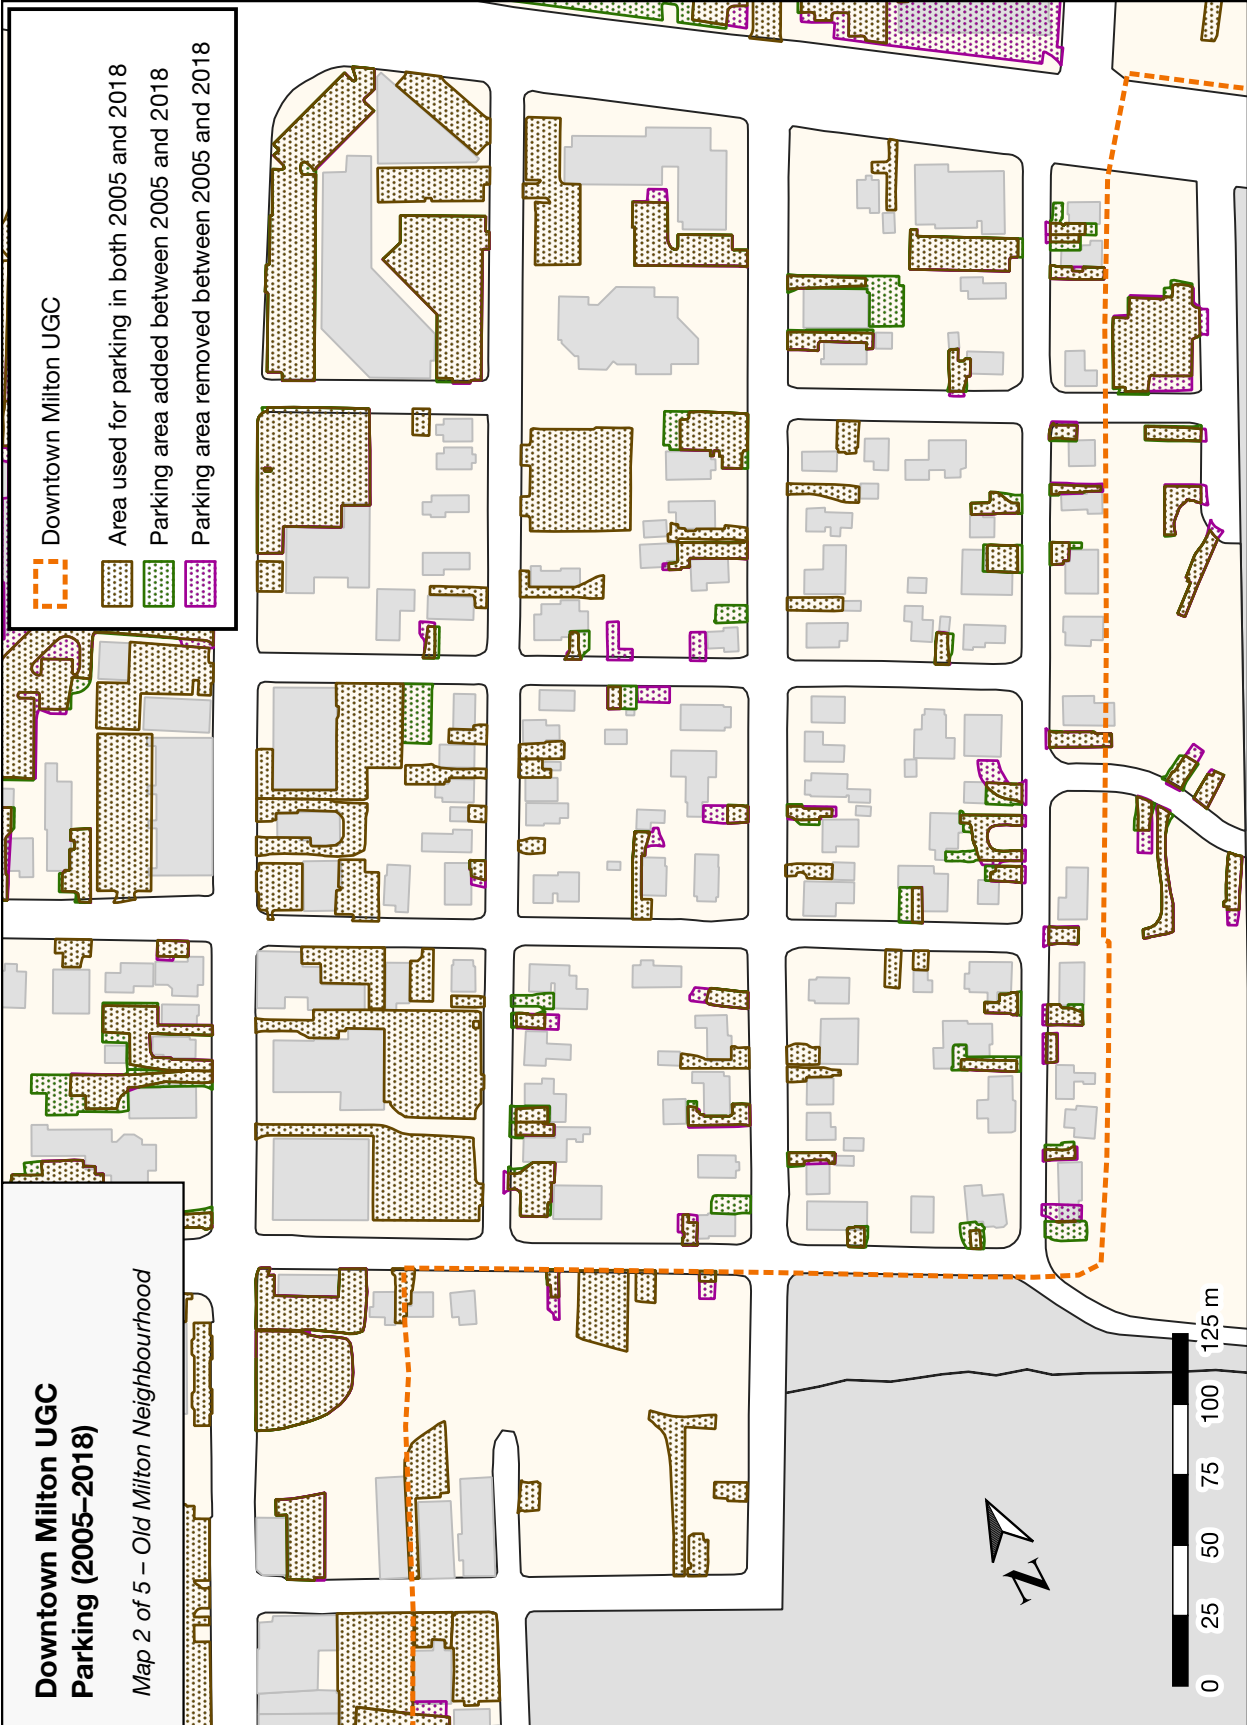 Downtown Milton UGC
Parking (2005–2018)
Map 2 of 5 – Old Milton Neighbourhood
Downtown Milton UGC
Area used for parking in both 2005 and 2018
Parking area added between 2005 and 2018
Parking area removed between 2005 and 2018
N
0 25 50 75 100 125 m